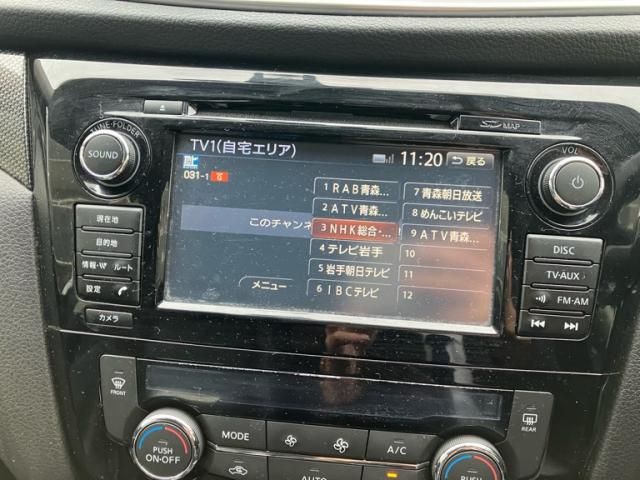 TUNE·FOLDER
SOUND
現在地
目的地
情報・VI'
ルート
設定
カメラ
TV1(自宅エリア)
11:20
戻る
031-1
このチャンネ
メニュー
1 RAB青森…
2 ATV青森…
3 NHK総合・…
4 テレビ岩手
5 岩手朝日テレビ
6 IBCテレビ
7 青森朝日放送
8 めんこいテレビ
9 ATV青森…
10
11
12
MAP
VOL
DISC
TV·AUX
FM·AM
FRONT
REAR
PUSH
ON·OFF
MODE
A/C
AUTO
PUSH